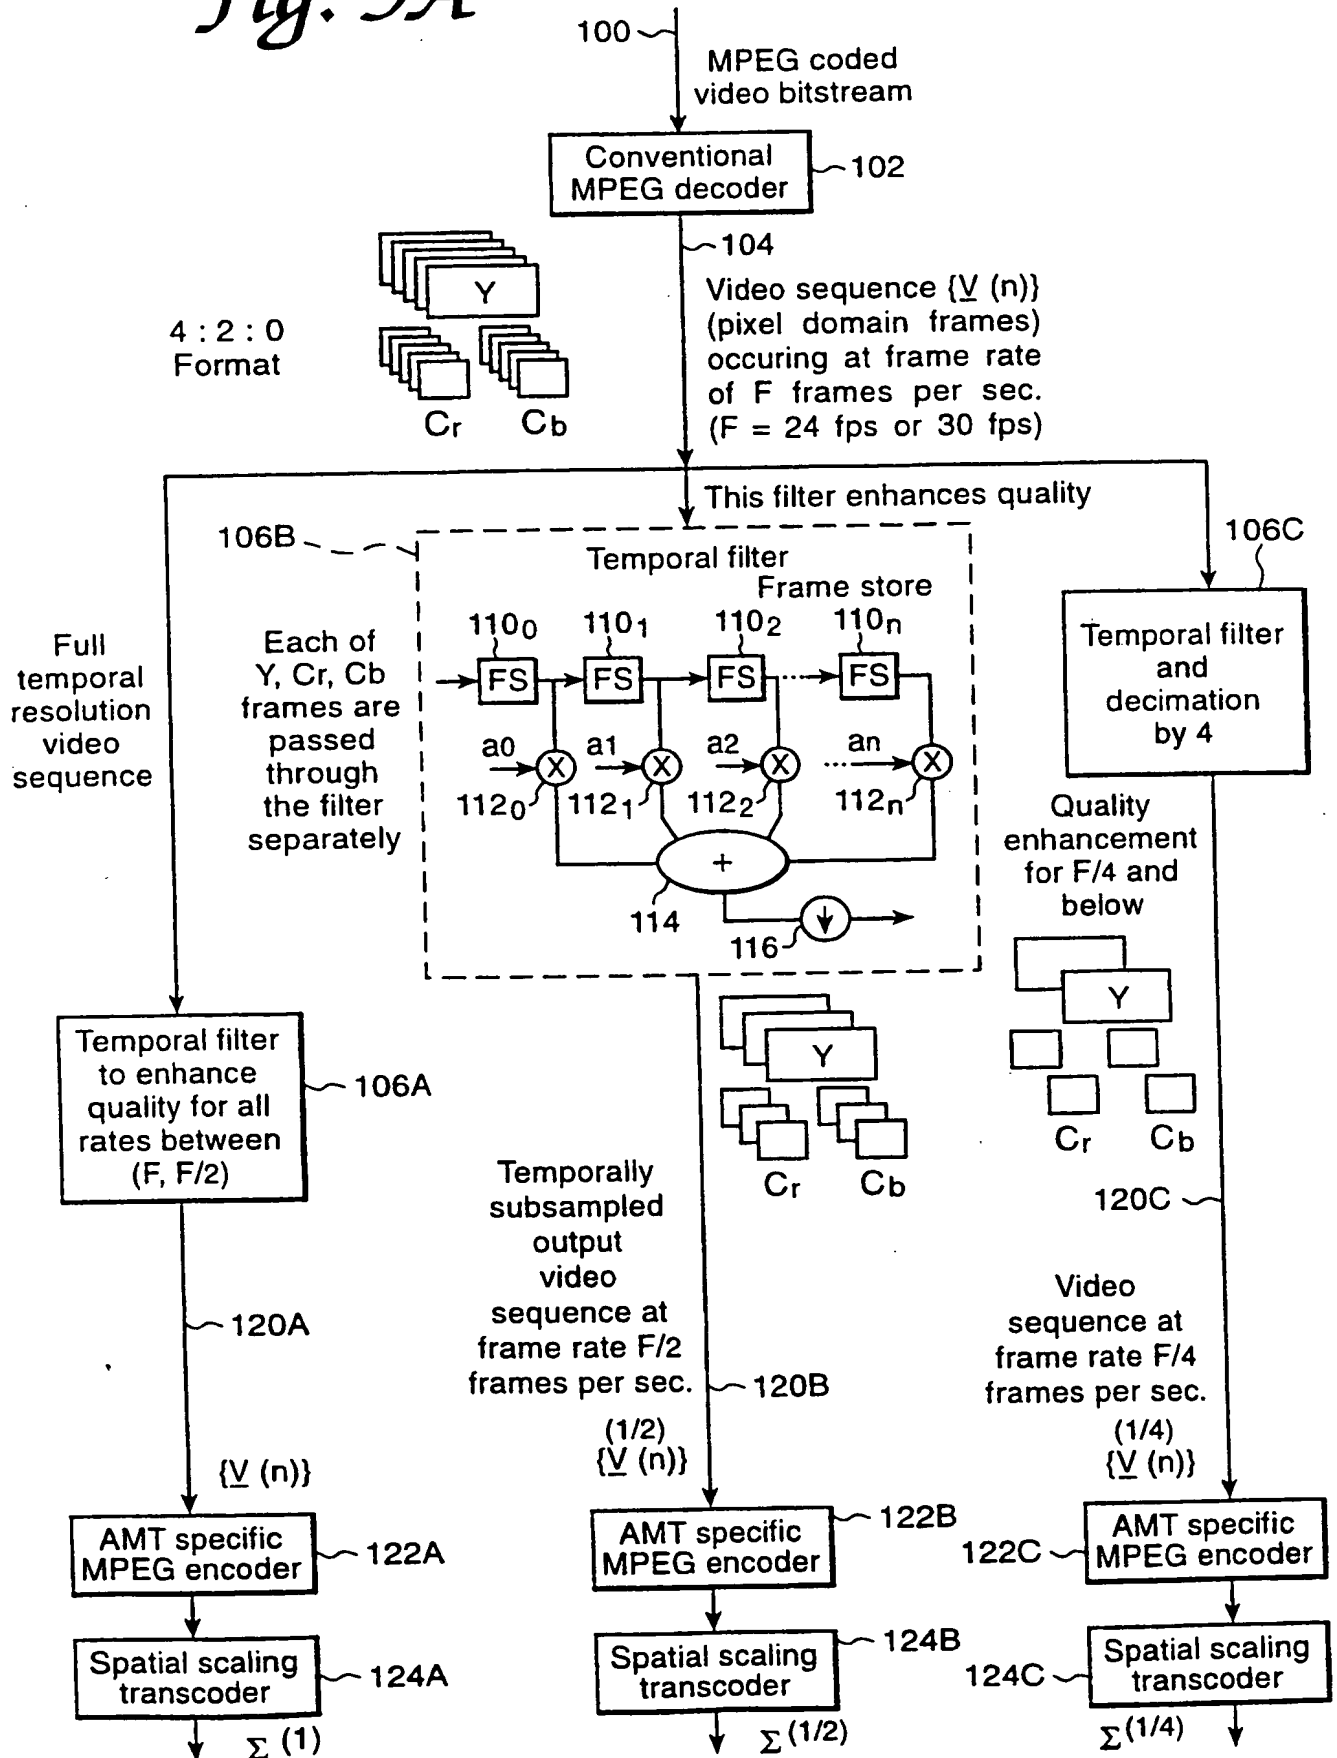 Fig. 3A
100
MPEG coded
video bitstream
Conventional
MPEG decoder
102
104
4 : 2 : 0
Format
Y
Cr
Cb
Video sequence {V (n)}
(pixel domain frames)
occuring at frame rate
of F frames per sec.
(F = 24 fps or 30 fps)
This filter enhances quality
106B
106C
Temporal filter
Frame store
110₀
110₁
110₂
110n
FS
FS
FS
FS
Full
temporal
resolution
video
sequence
Each of
Y, Cr, Cb
frames are
passed
through
the filter
separately
a0
a1
a2
an
X
X
X
X
112₀
112₁
112₂
112n
+
114
116
Temporal filter
and
decimation
by 4
Quality
enhancement
for F/4 and
below
Y
Cr
Cb
Y
Cr
Cb
Temporal filter
to enhance
quality for all
rates between
(F, F/2)
106A
120A
Temporally
subsampled
output
video
sequence at
frame rate F/2
frames per sec.
120B
120C
Video
sequence at
frame rate F/4
frames per sec.
{V (n)}
(1/2)
{V (n)}
(1/4)
{V (n)}
AMT specific
MPEG encoder
122A
AMT specific
MPEG encoder
122B
122C
AMT specific
MPEG encoder
Spatial scaling
transcoder
124A
Spatial scaling
transcoder
124B
124C
Spatial scaling
transcoder
Σ (1)
Σ (1/2)
Σ (1/4)